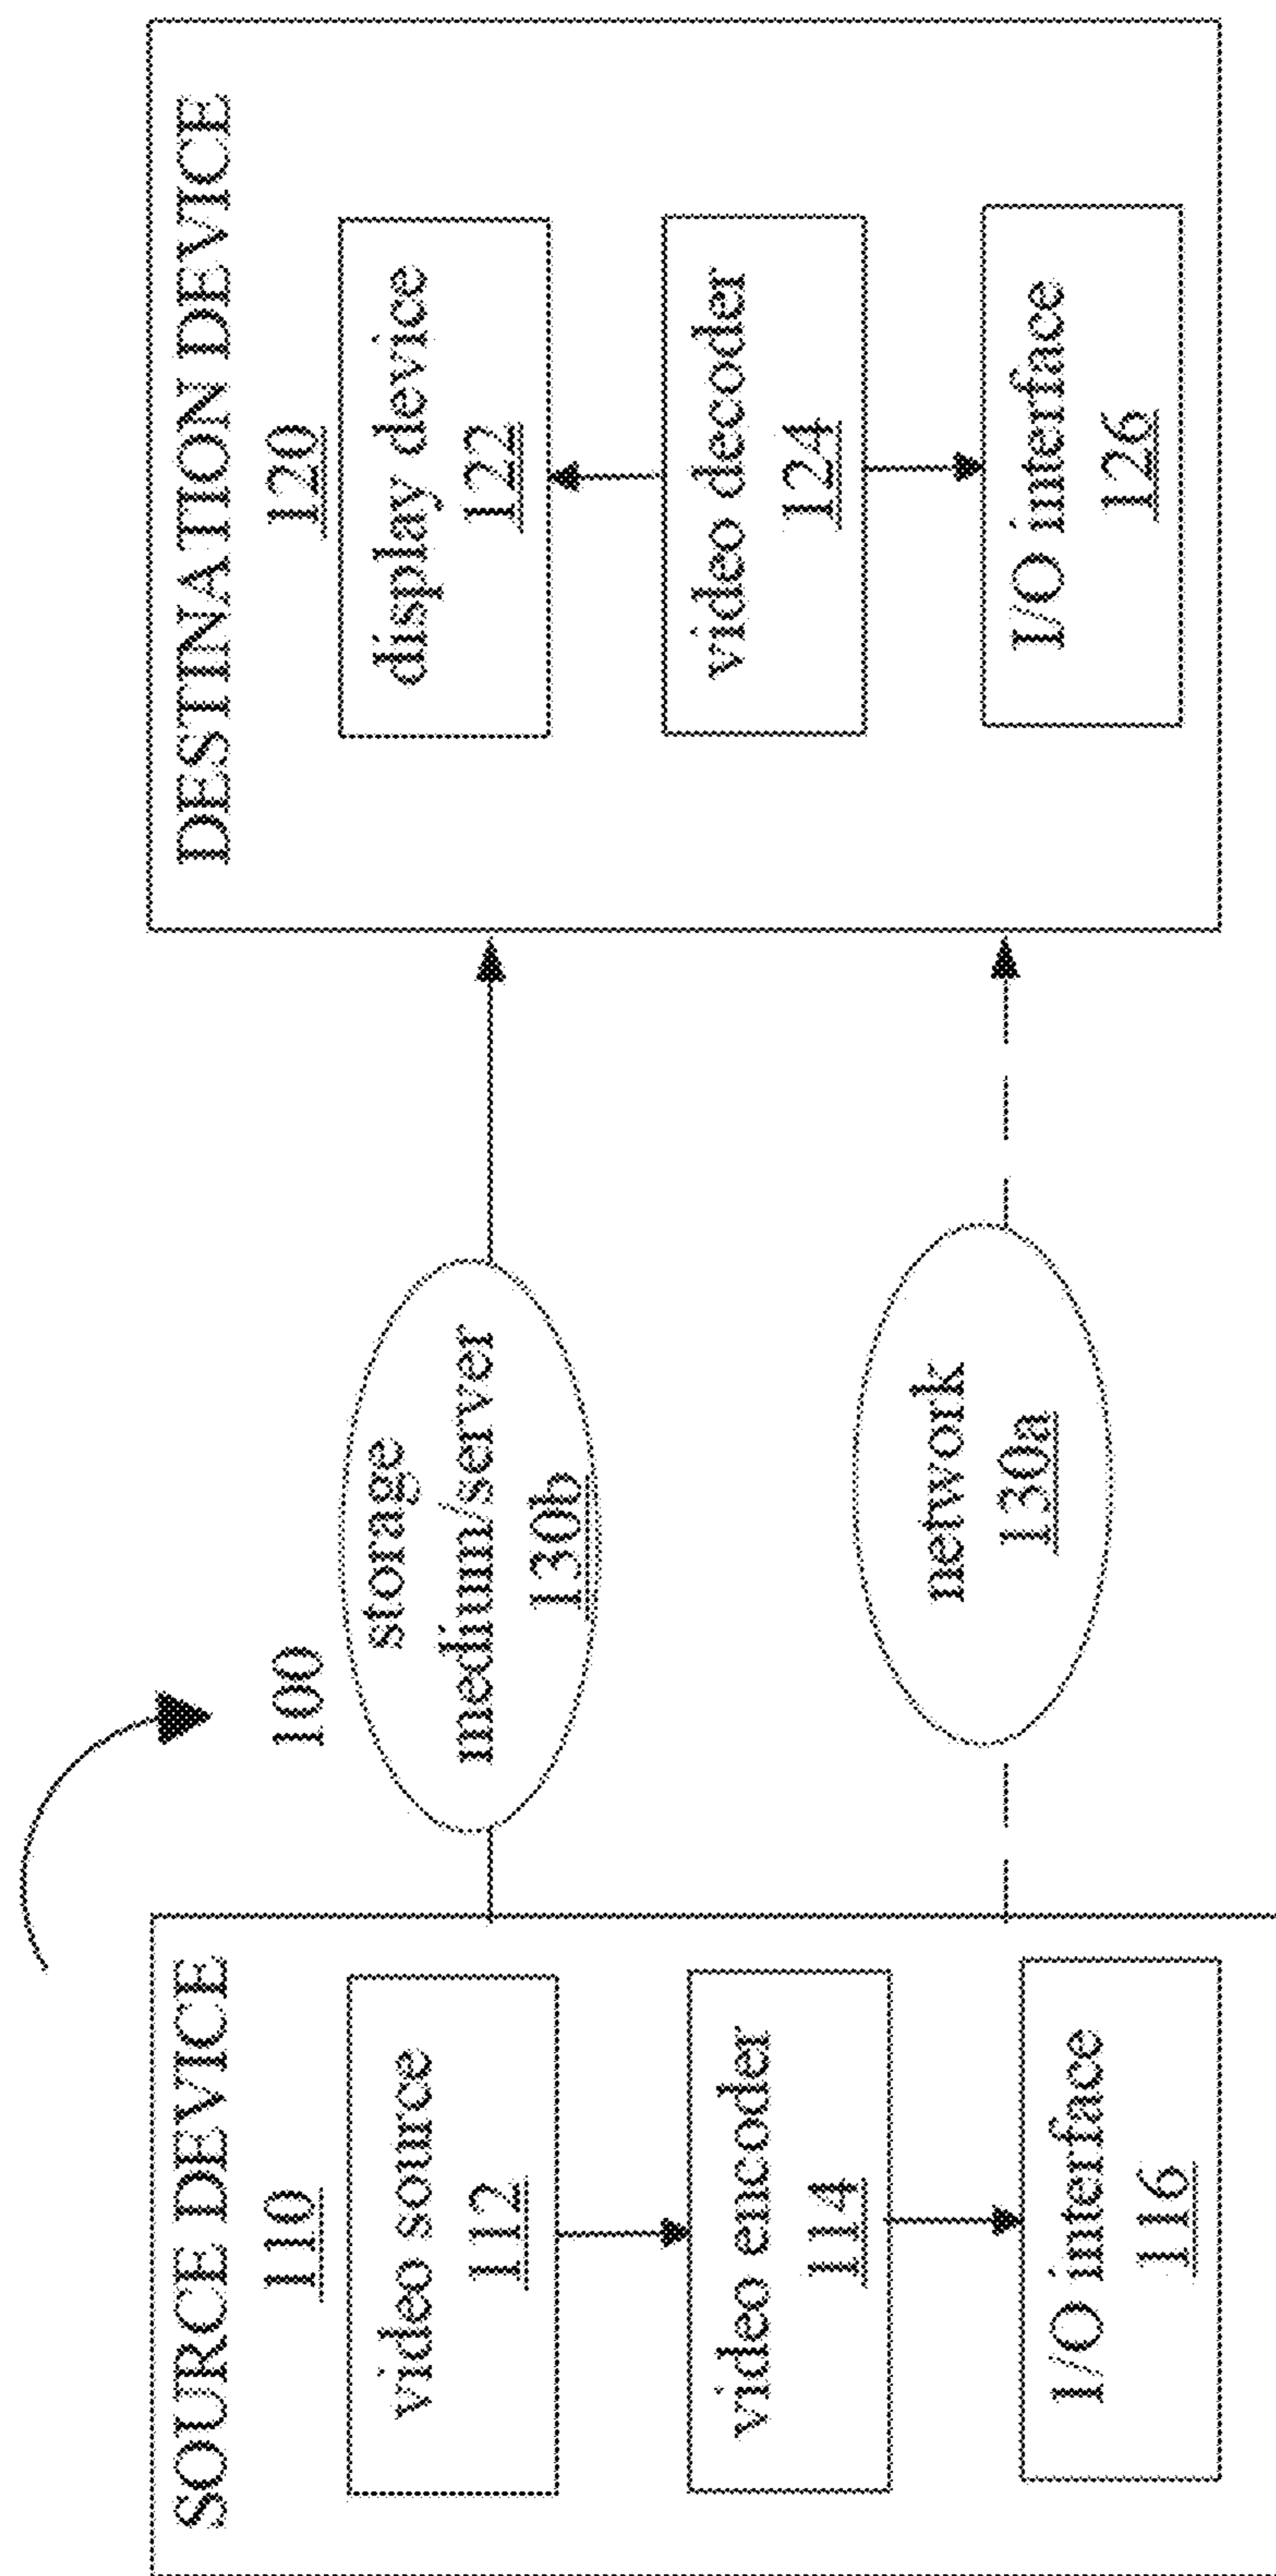 100
SOURCE DEVICE
110
video source
112
video encoder
114
I/O interface
116
storage
medium/server
130b
network
130a
DESTINATION DEVICE
120
display device
122
video decoder
124
I/O interface
126